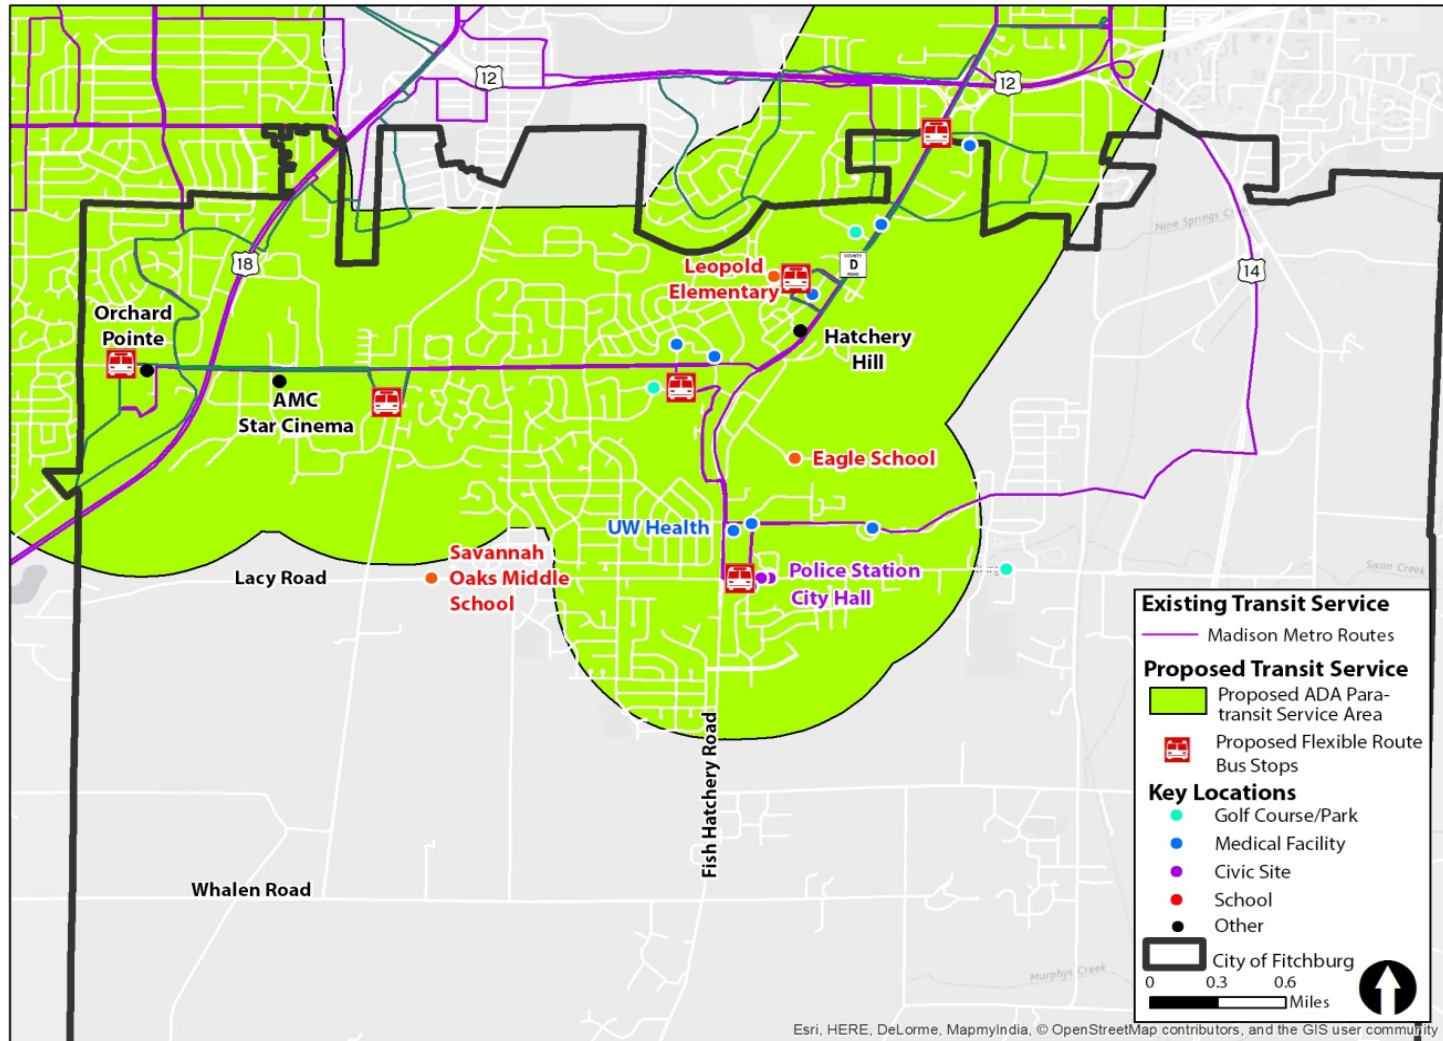 12
12
Nine Springs Cr
COUNTY
D
ROAD
18
14
Leopold
Elementary
Orchard
Pointe
Hatchery
Hill
AMC
Star Cinema
Eagle School
UW Health
Savannah
Oaks Middle
School
Lacy Road
Police Station
City Hall
Swan Creek
Fish Hatchery Road
Whalen Road
Murphys Creek
Existing Transit Service
Madison Metro Routes
Proposed Transit Service
Proposed ADA Para-
transit Service Area
Proposed Flexible Route
Bus Stops
Key Locations
Golf Course/Park
Medical Facility
Civic Site
School
Other
City of Fitchburg
0 0.3 0.6
Miles
Esri, HERE, DeLorme, MapmyIndia, © OpenStreetMap contributors, and the GIS user community